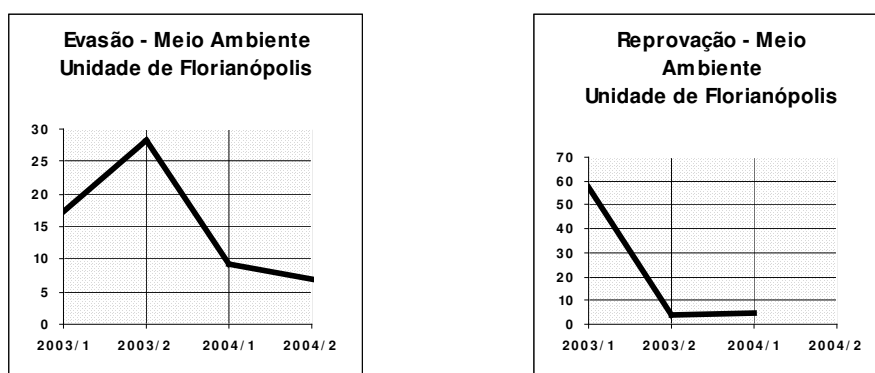 Evasão - Meio Ambiente
Unidade de Florianópolis
30
25
20
15
10
5
0
2003/1 2003/2 2004/1 2004/2
Reprovação - Meio
Ambiente
Unidade de Florianópolis
70
60
50
40
30
20
10
0
2003/1 2003/2 2004/1 2004/2